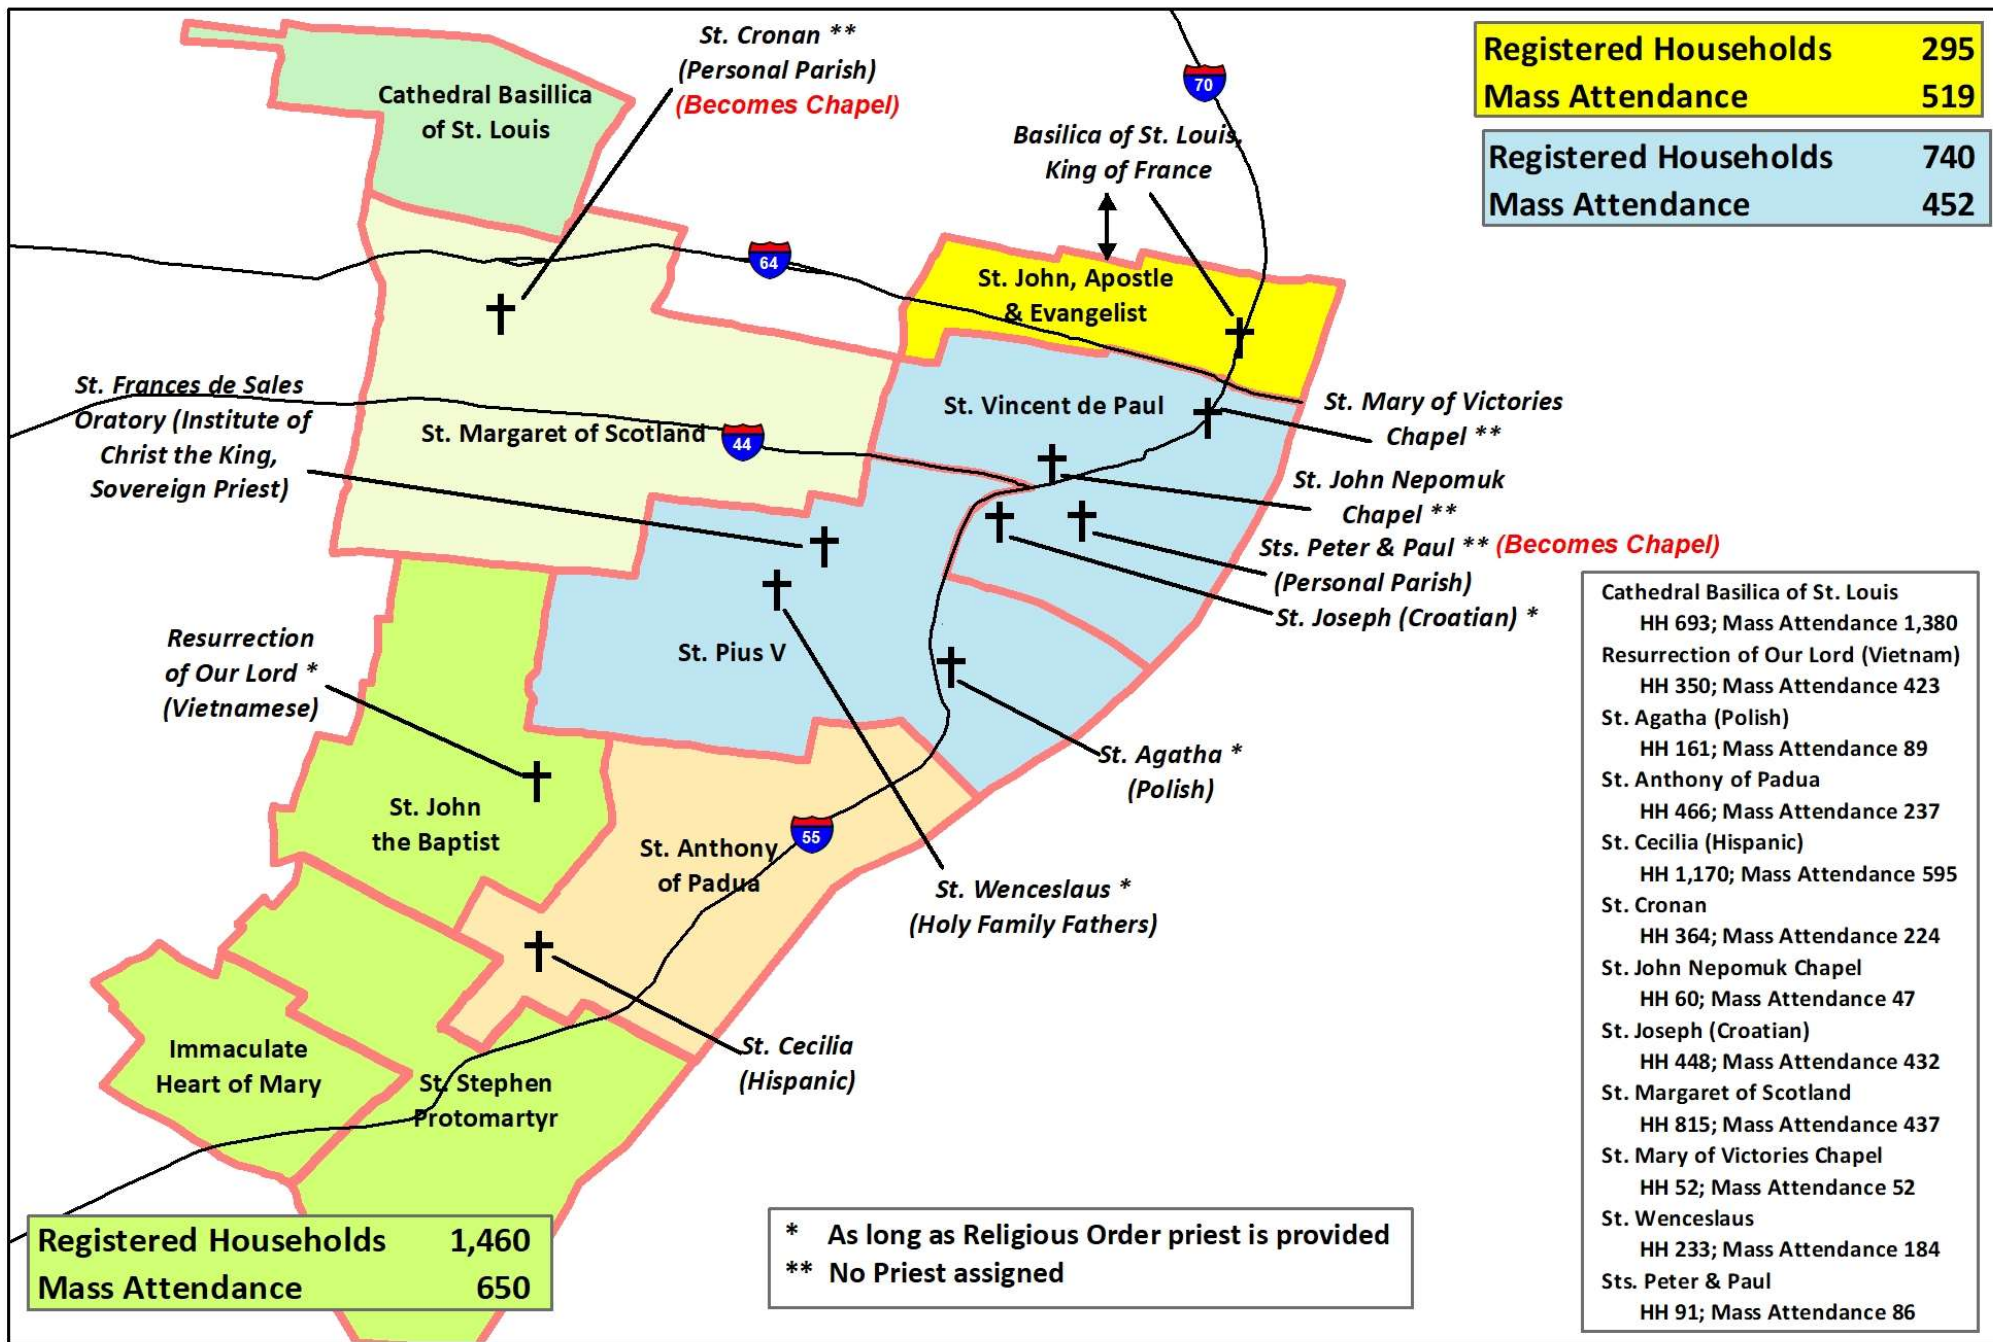 St. Cronan **
(Personal Parish)
(Becomes Chapel)
Cathedral Basillica
of St. Louis
70
Registered Households 295
Mass Attendance 519
Registered Households 740
Mass Attendance 452
Basilica of St. Louis,
King of France
64
St. John, Apostle
& Evangelist
St. Frances de Sales
Oratory (Institute of
Christ the King,
Sovereign Priest)
St. Margaret of Scotland
44
St. Vincent de Paul
St. Mary of Victories
Chapel **
St. John Nepomuk
Chapel **
Sts. Peter & Paul ** (Becomes Chapel)
(Personal Parish)
St. Joseph (Croatian) *
Resurrection
of Our Lord *
(Vietnamese)
St. Pius V
St. Agatha *
(Polish)
St. John
the Baptist
St. Anthony
of Padua
55
St. Wenceslaus *
(Holy Family Fathers)
St. Cecilia
(Hispanic)
Immaculate
Heart of Mary
St. Stephen
Protomartyr
Cathedral Basilica of St. Louis
HH 693; Mass Attendance 1,380
Resurrection of Our Lord (Vietnam)
HH 350; Mass Attendance 423
St. Agatha (Polish)
HH 161; Mass Attendance 89
St. Anthony of Padua
HH 466; Mass Attendance 237
St. Cecilia (Hispanic)
HH 1,170; Mass Attendance 595
St. Cronan
HH 364; Mass Attendance 224
St. John Nepomuk Chapel
HH 60; Mass Attendance 47
St. Joseph (Croatian)
HH 448; Mass Attendance 432
St. Margaret of Scotland
HH 815; Mass Attendance 437
St. Mary of Victories Chapel
HH 52; Mass Attendance 52
St. Wenceslaus
HH 233; Mass Attendance 184
Sts. Peter & Paul
HH 91; Mass Attendance 86
Registered Households 1,460
Mass Attendance 650
* As long as Religious Order priest is provided
** No Priest assigned